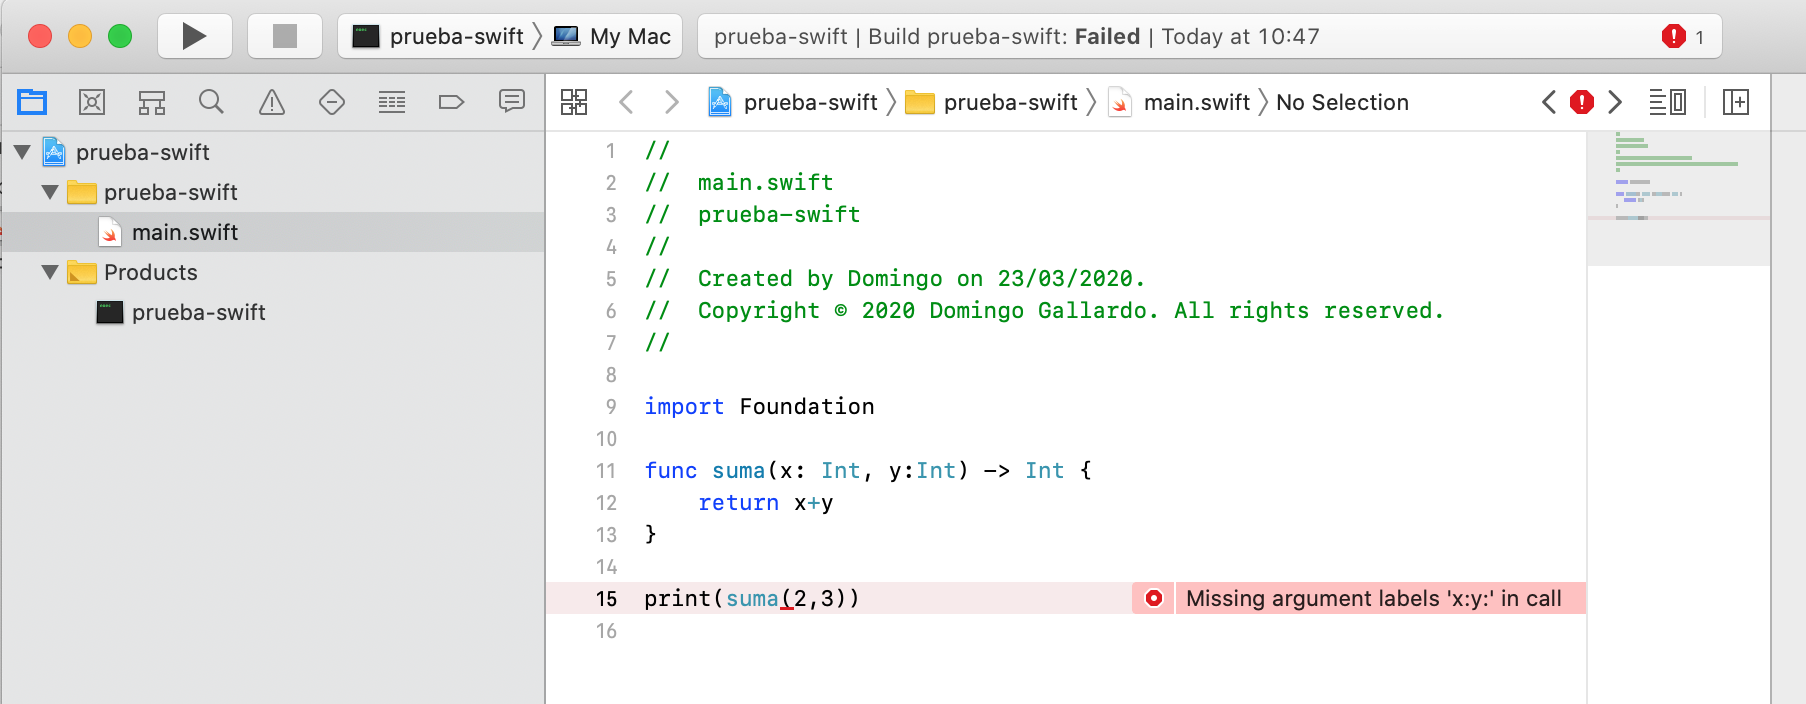 prueba-swift My Mac
prueba-swift | Build prueba-swift: Failed | Today at 10:47 1
prueba-swift prueba-swift main.swift No Selection
prueba-swift
prueba-swift
main.swift
Products
prueba-swift
1 //
2 //  main.swift
3 //  prueba-swift
4 //
5 //  Created by Domingo on 23/03/2020.
6 //  Copyright © 2020 Domingo Gallardo. All rights reserved.
7 //
8
9 import Foundation
10
11 func suma(x: Int, y:Int) -> Int {
12     return x+y
13 }
14
15 print(suma(2,3)) Missing argument labels 'x:y:' in call
16